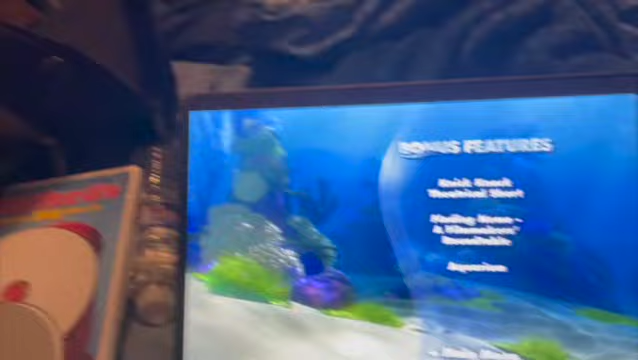 BONUS FEATURES
Knick Knack
Theatrical Short
Finding Nemo -
A Filmmakers'
Roundtable
Aquarium